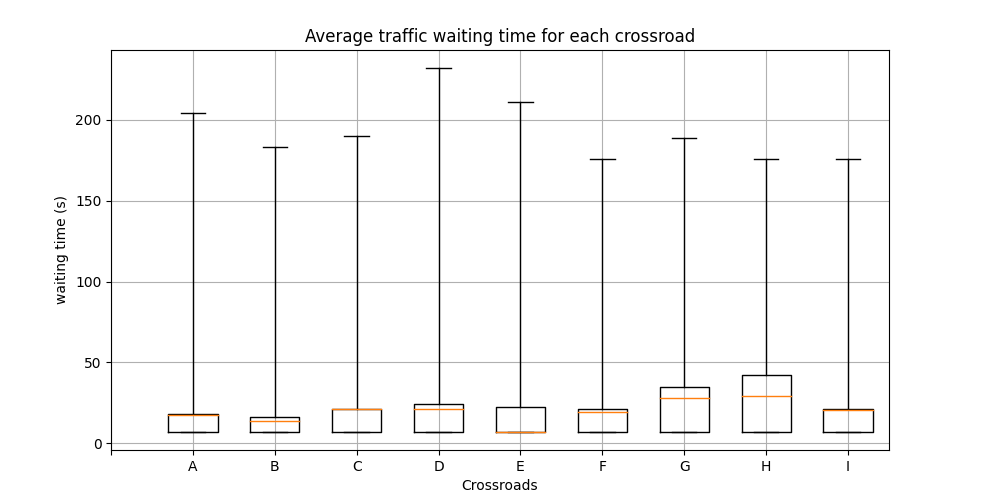 Average traffic waiting time for each crossroad
waiting time (s)
200
150
100
50
0
A B C D E F G H I
Crossroads